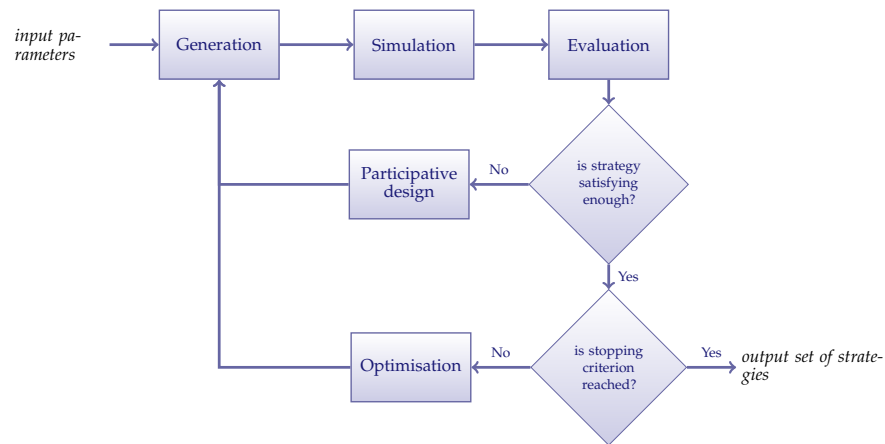 input pa-
rameters
Generation
Simulation
Evaluation
Participative
design
No
is strategy
satisfying
enough?
Yes
Optimisation
No
is stopping
criterion
reached?
Yes
output set of strate-
gies